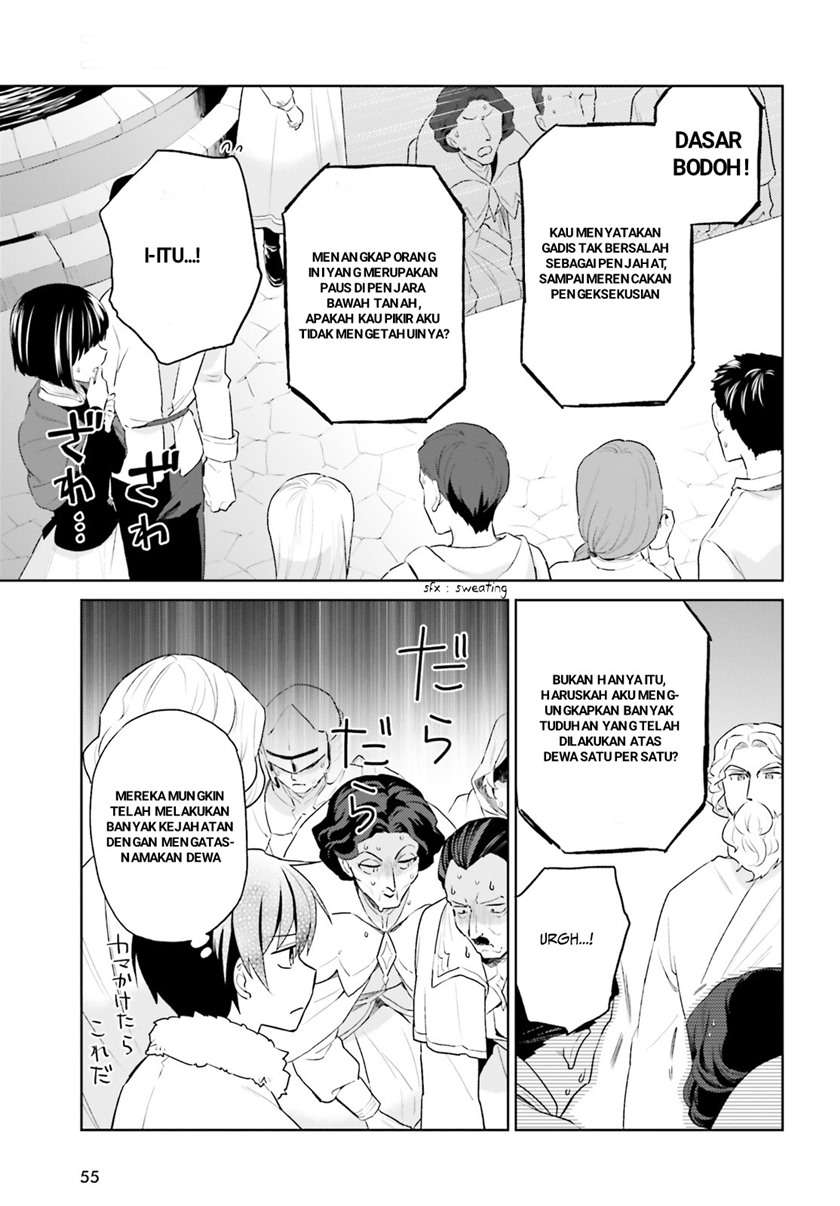 DASAR
BODOH!
KAU MENYATAKAN
GADIS TAK BERSALAH
SEBAGAI PENJAHAT,
SAMPAI MERENCAKAN
PENGEKSEKUSIAN
MENANGKAP ORANG
INI YANG MERUPAKAN
PAUS DI PENJARA
BAWAH TANAH,
APAKAH KAU PIKIR AKU
TIDAK MENGETAHUINYA?
I-ITU...!
ざわ
ざわ...
sfx : sweating
BUKAN HANYA ITU,
HARUSKAH AKU MENG-
UNGKAPKAN BANYAK
TUDUHAN YANG TELAH
DILAKUKAN ATAS
DEWA SATU PER SATU?
URGH...!
だら
だら
MEREKA MUNGKIN
TELAH MELAKUKAN
BANYAK KEJAHATAN
DENGAN MENGATAS-
NAMAKAN DEWA
カマかけたら
これだ
55